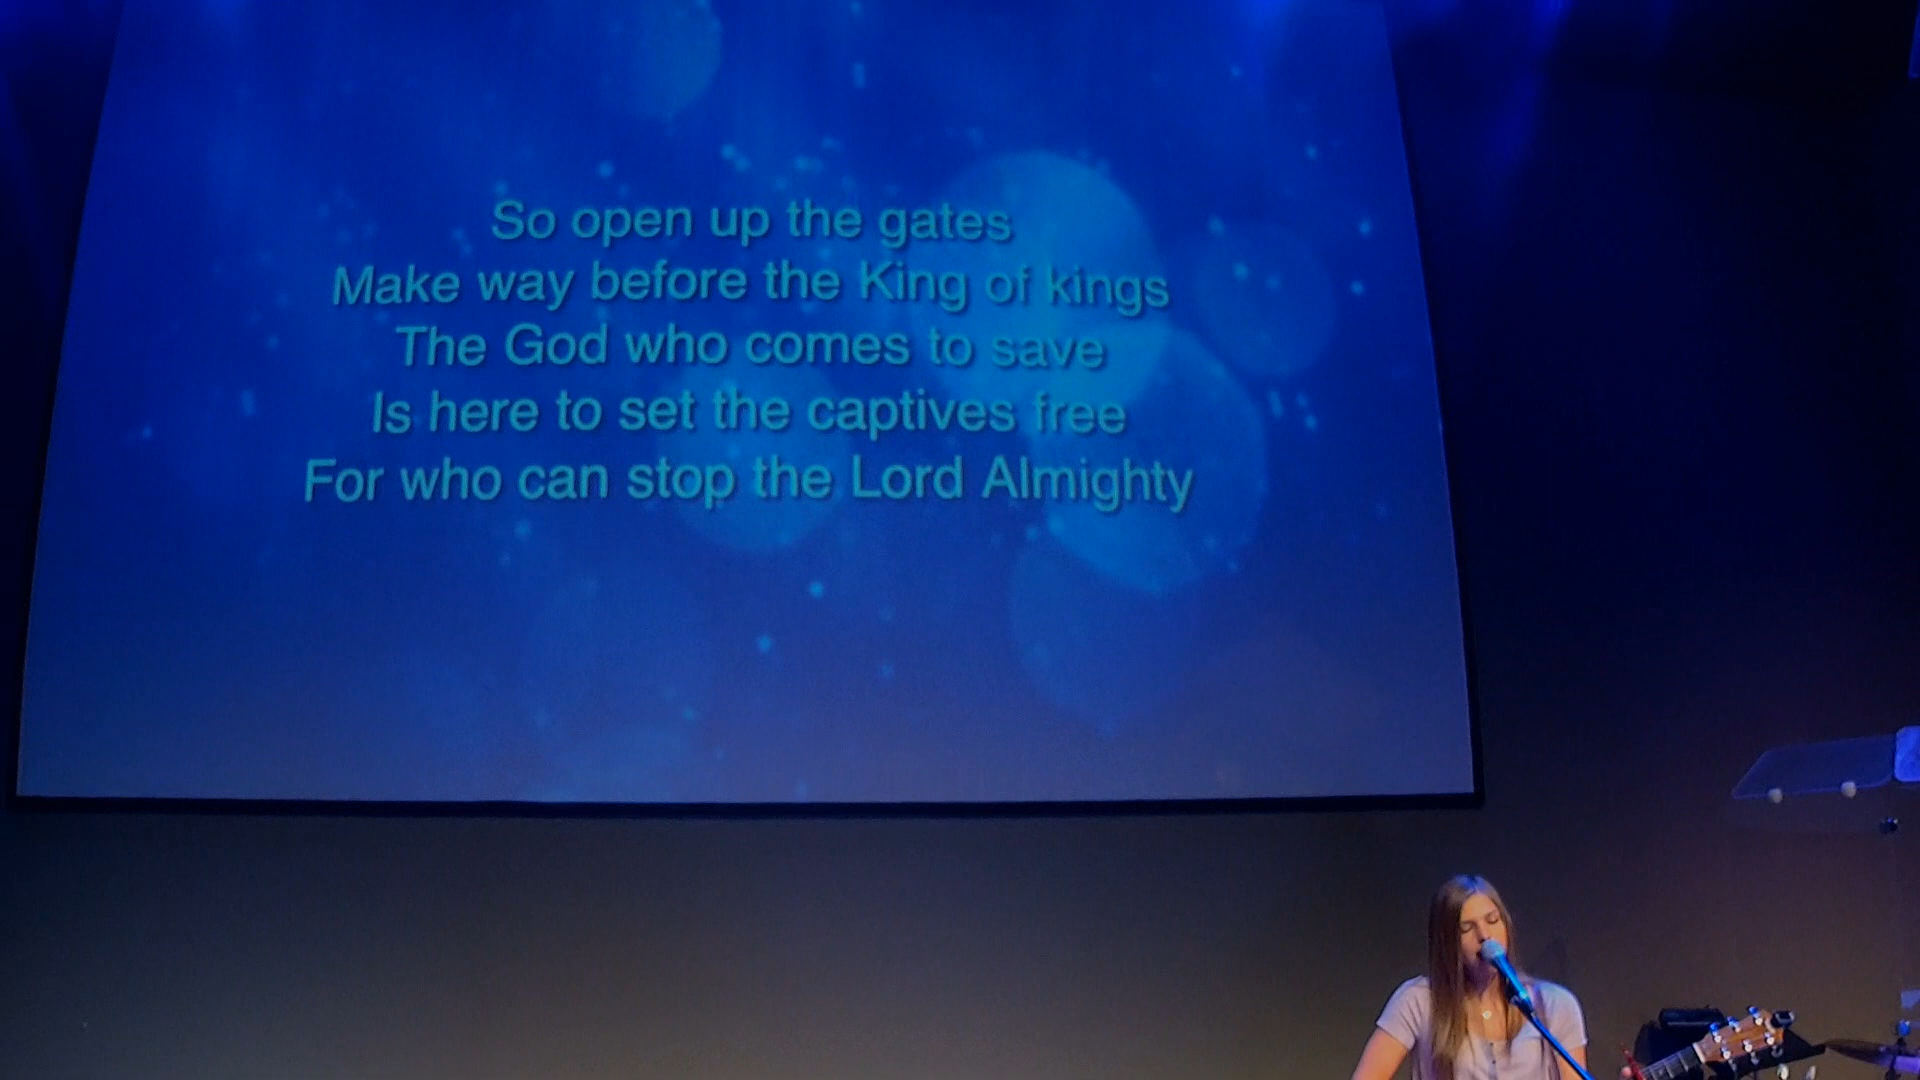 So open up the gates
Make way before the King of kings
The God who comes to save
Is here to set the captives free
For who can stop the Lord Almighty